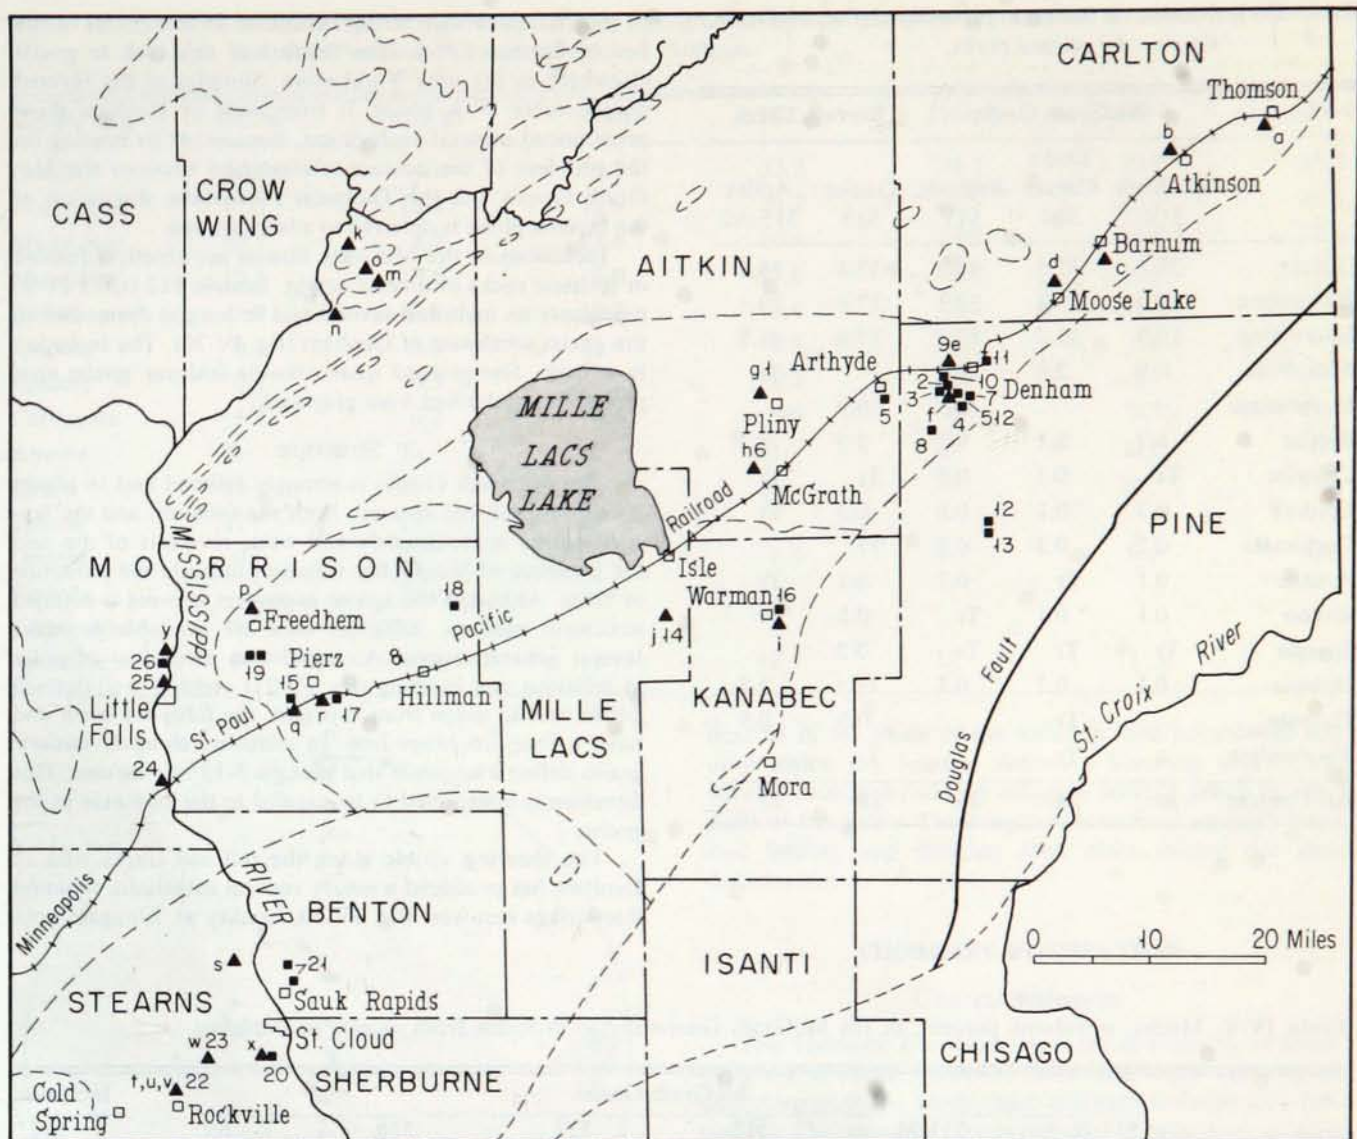 CARLTON
Thomson
a
b
Atkinson
CROW
WING
CASS
k
o
m
n
AITKIN
Barnum
c
d
Moose Lake
Arthyde
9e
11
2
10
Denham
3
7
5
f
4
5,12
8
g1
Pliny
h6
McGrath
MILLE
LACS
LAKE
Railroad
12
13
PINE
MISSISSIPPI
MORRISON
18
Isle
Warman
16
p
Freedhem
Pacific
i14
y
26
19
Pierz
15
&
25
Hillman
Little
Falls
St. Paul
q
r
17
MILLE
LACS
KANABEC
Fault
St. Croix River
24
Mora
Douglas
RIVER
Minneapolis
BENTON
0 10 20 Miles
s
21
ISANTI
STEARNS
Sauk Rapids
St. Cloud
w23
x
20
CHISAGO
t,u,v
22
SHERBURNE
Cold
Spring
Rockville